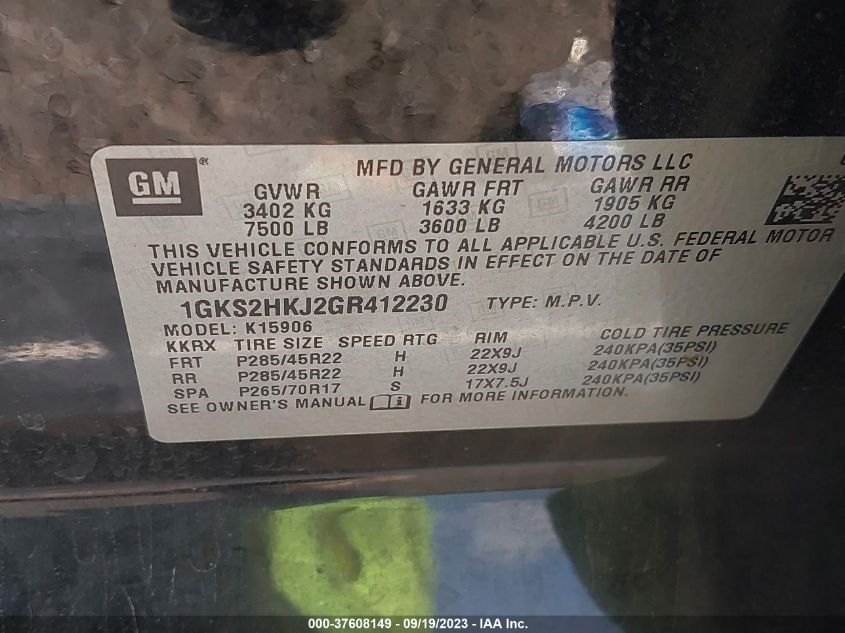 GM ®
MFD BY GENERAL MOTORS LLC
GVWR GAWR FRT GAWR RR
3402 KG 1633 KG 1905 KG
7500 LB 3600 LB 4200 LB
THIS VEHICLE CONFORMS TO ALL APPLICABLE U.S. FEDERAL MOTOR
VEHICLE SAFETY STANDARDS IN EFFECT ON THE DATE OF
MANUFACTURE SHOWN ABOVE.
1GKS2HKJ2GR412230 TYPE: M.P.V.
MODEL: K15906
KKRX TIRE SIZE SPEED RTG RIM COLD TIRE PRESSURE
FRT P285/45R22 H 22X9J 240KPA(35PSI)
RR P285/45R22 H 22X9J 240KPA(35PSI)
SPA P265/70R17 S 17X7.5J 240KPA(35PSI)
SEE OWNER'S MANUAL FOR MORE INFORMATION.
000-37608149 - 09/19/2023 - IAA Inc.